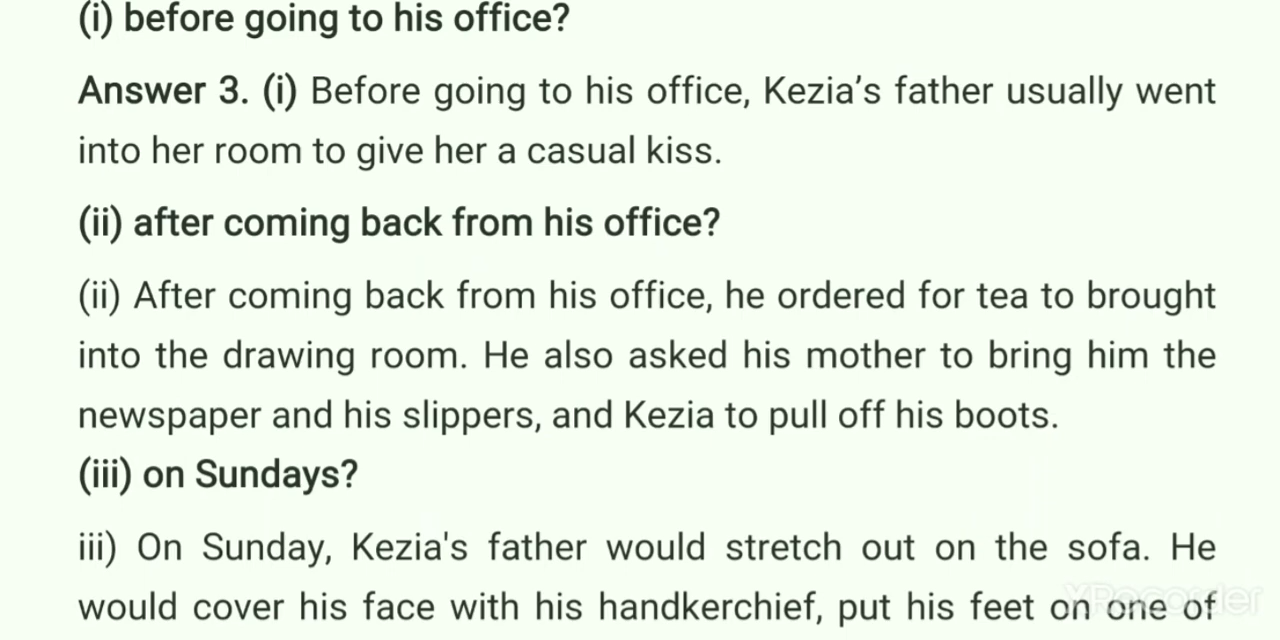 (i) before going to his office?
Answer 3. (i) Before going to his office, Kezia’s father usually went
into her room to give her a casual kiss.
(ii) after coming back from his office?
(ii) After coming back from his office, he ordered for tea to brought
into the drawing room. He also asked his mother to bring him the
newspaper and his slippers, and Kezia to pull off his boots.
(iii) on Sundays?
iii) On Sunday, Kezia's father would stretch out on the sofa. He
would cover his face with his handkerchief, put his feet on one of
XRecorder